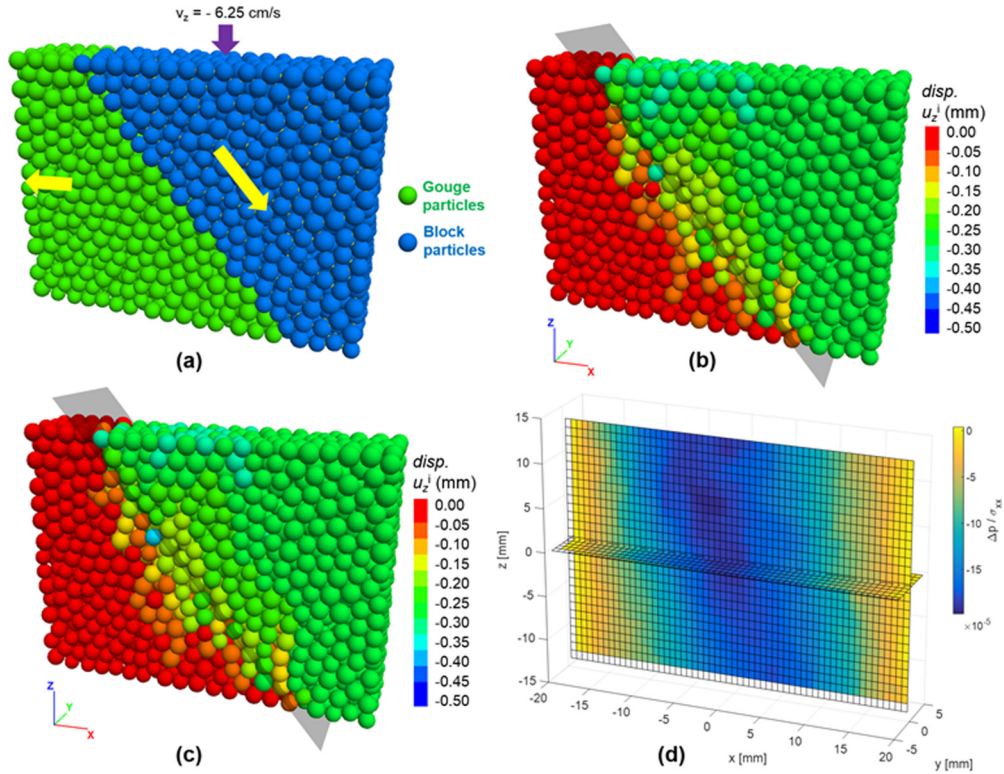 v_z = - 6.25 cm/s
Gouge
particles
Block
particles
(a)
disp.
u_z^i (mm)
0.00
-0.05
-0.10
-0.15
-0.20
-0.25
-0.30
-0.35
-0.40
-0.45
-0.50
Z
Y
X
(b)
disp.
u_z^i (mm)
0.00
-0.05
-0.10
-0.15
-0.20
-0.25
-0.30
-0.35
-0.40
-0.45
-0.50
Z
Y
X
(c)
15
10
5
0
-5
-10
-15
z [mm]
-20
-15
-10
-5
0
5
10
15
20
x [mm]
5
0
-5
y [mm]
0
-5
-10
×10^-5
Δp / σ_xx
(d)